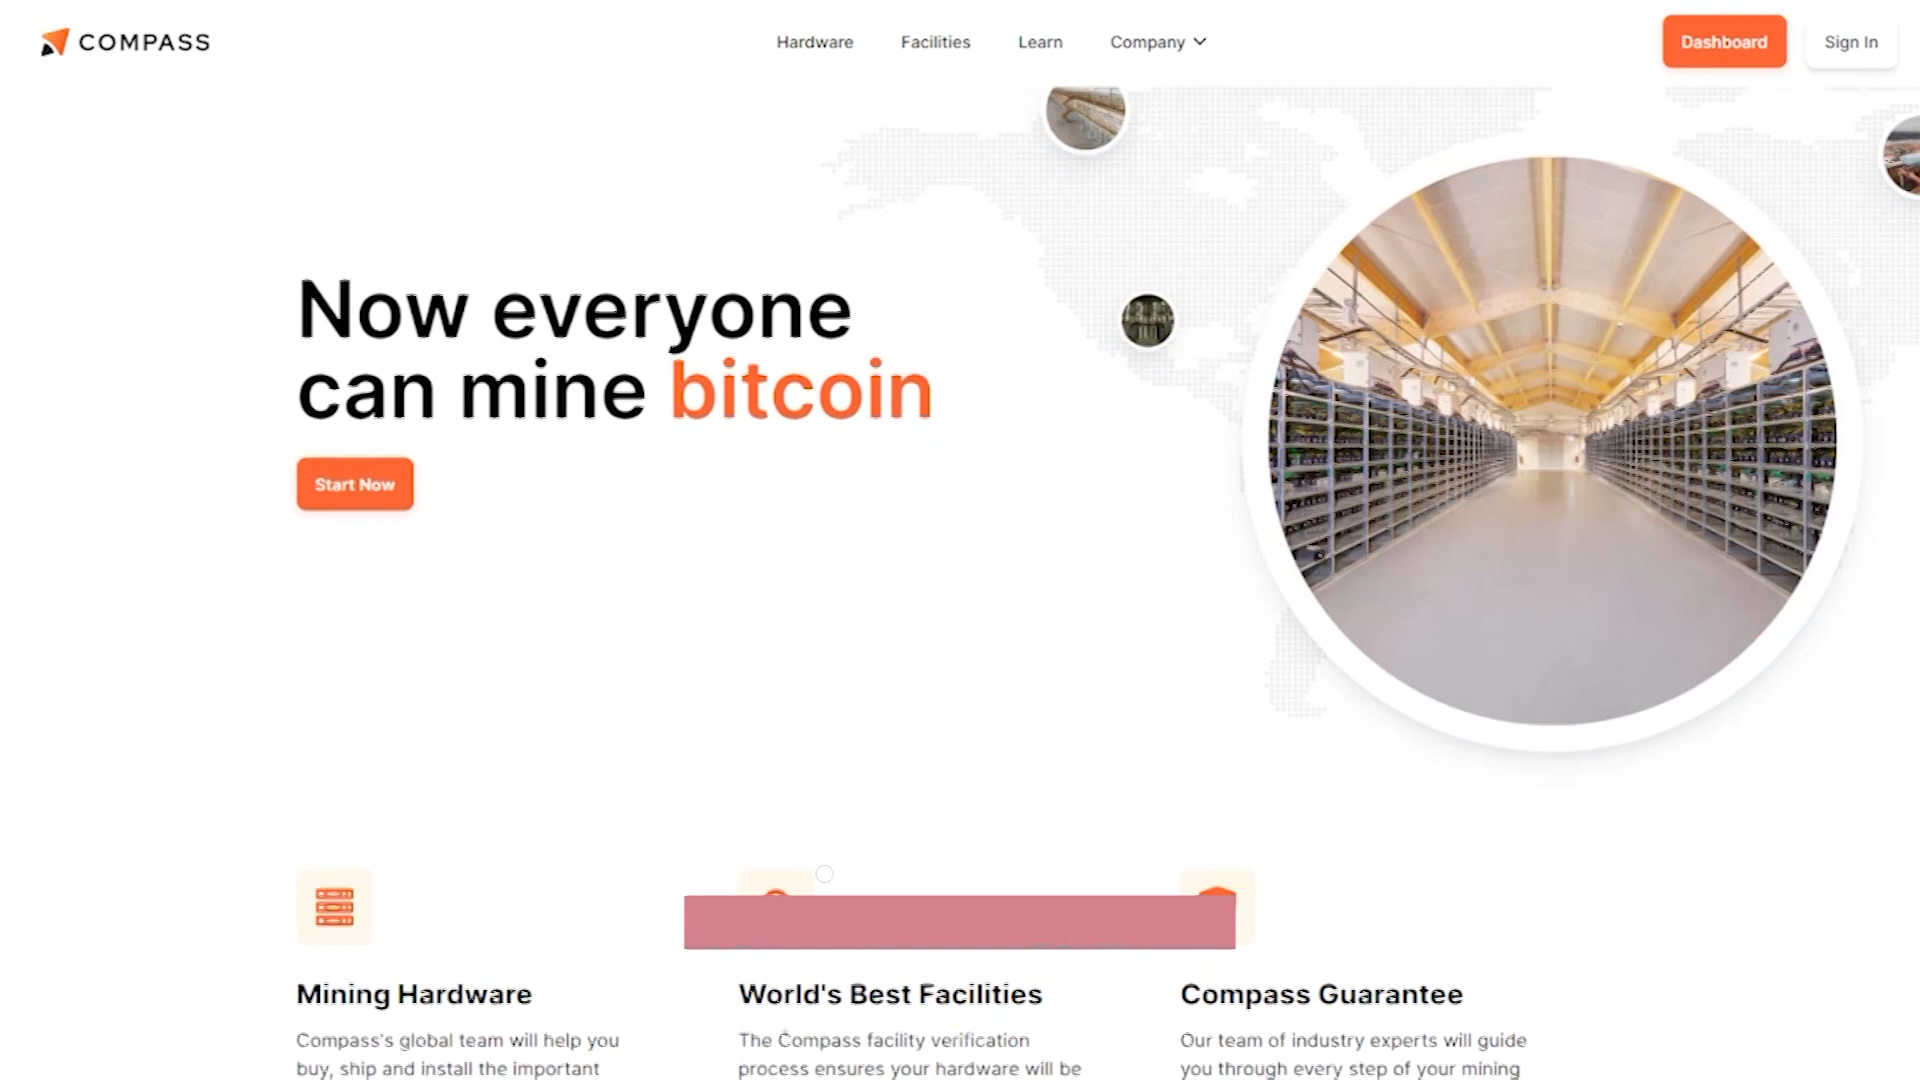 COMPASS
Hardware
Facilities
Learn
Company
Dashboard
Sign In
Now everyone
can mine bitcoin
Start Now
Mining Hardware
Compass's global team will help you
buy, ship and install the important
World's Best Facilities
The Compass facility verification
process ensures your hardware will be
Compass Guarantee
Our team of industry experts will guide
you through every step of your mining